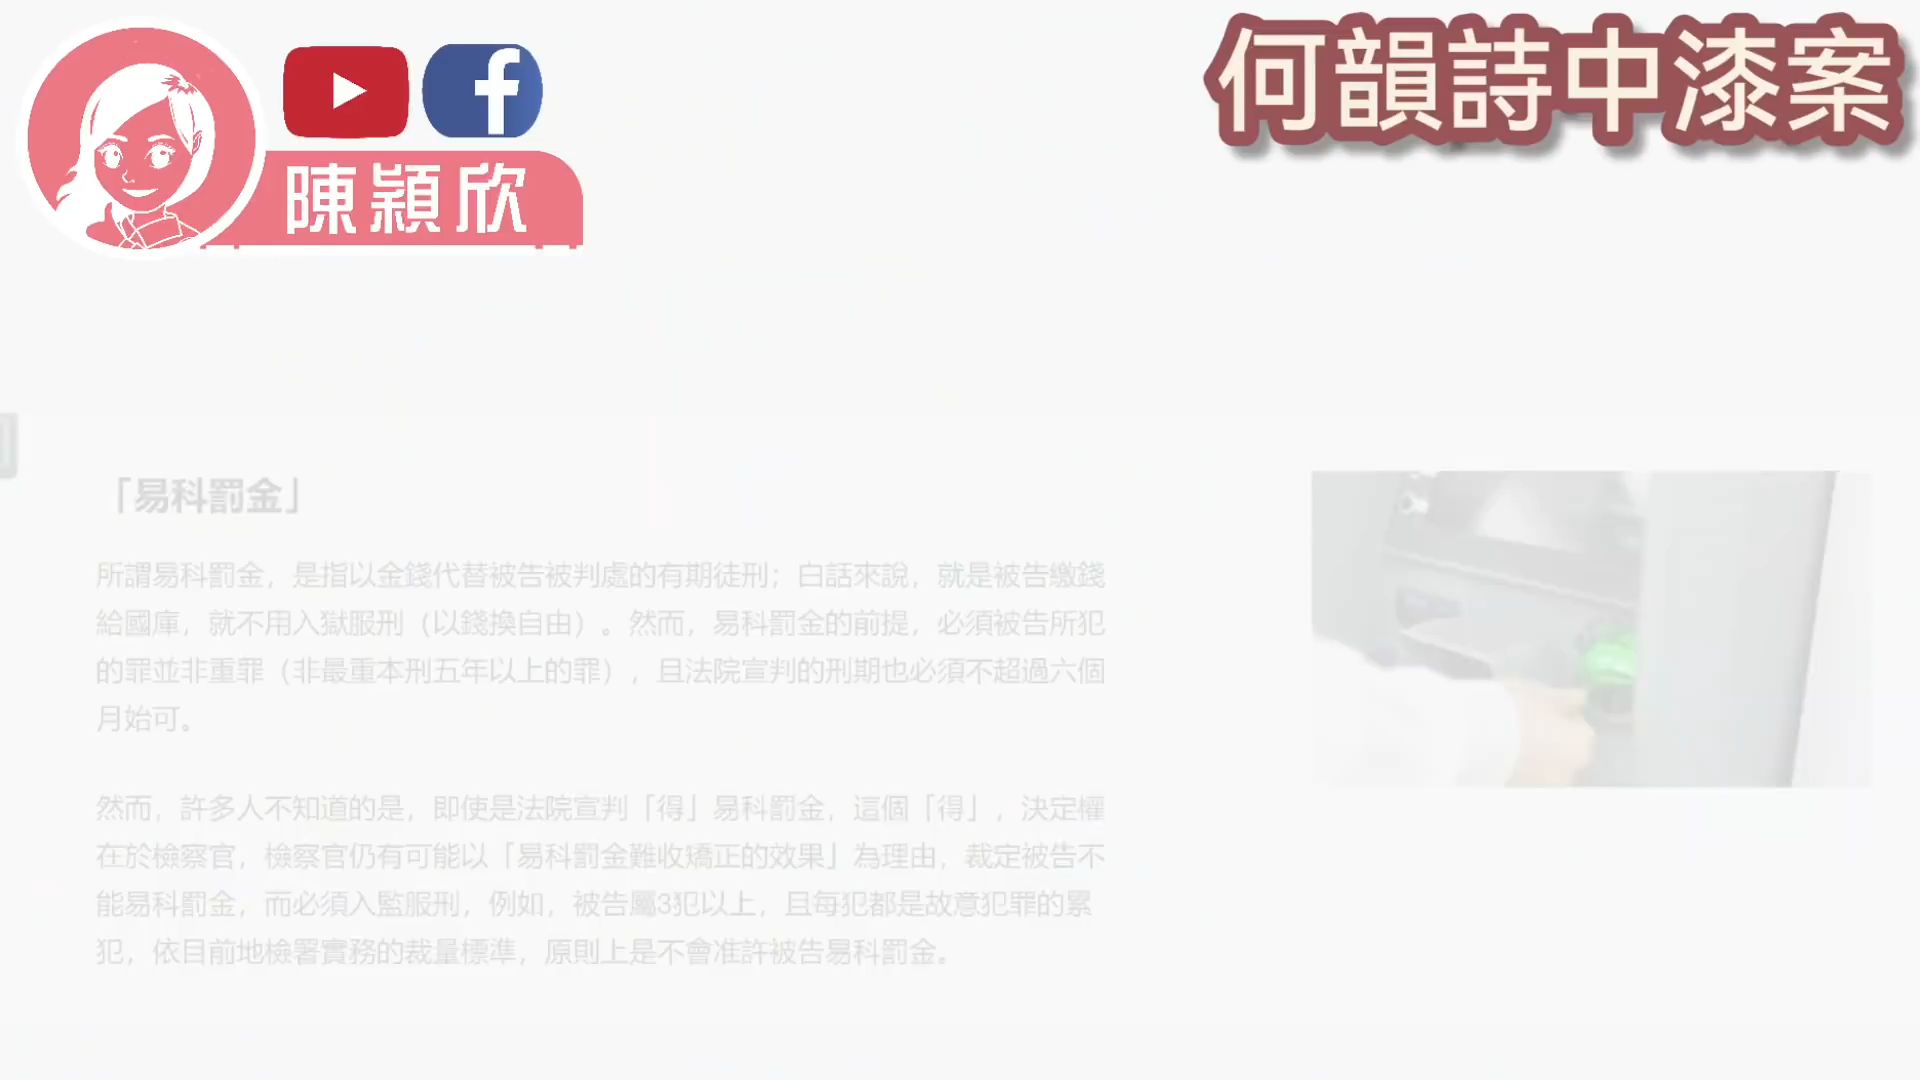 何韻詩中漆案
陳穎欣
「易科罰金」
所謂易科罰金，是指以金錢代替被告被判處的有期徒刑；白話來說，就是被告繳錢
給國庫，就不用入獄服刑（以錢換自由）。然而，易科罰金的前提，必須被告所犯
的罪並非重罪（非最重本刑五年以上的罪），且法院宣判的刑期也必須不超過六個
月始可。
然而，許多人不知道的是，即使是法院宣判「得」易科罰金，這個「得」，決定權
在於檢察官，檢察官仍有可能以「易科罰金難收矯正的效果」為理由，裁定被告不
能易科罰金，而必須入監服刑，例如，被告屬3犯以上，且每犯都是故意犯罪的累
犯，依目前地檢署實務的裁量標準，原則上是不會准許被告易科罰金。